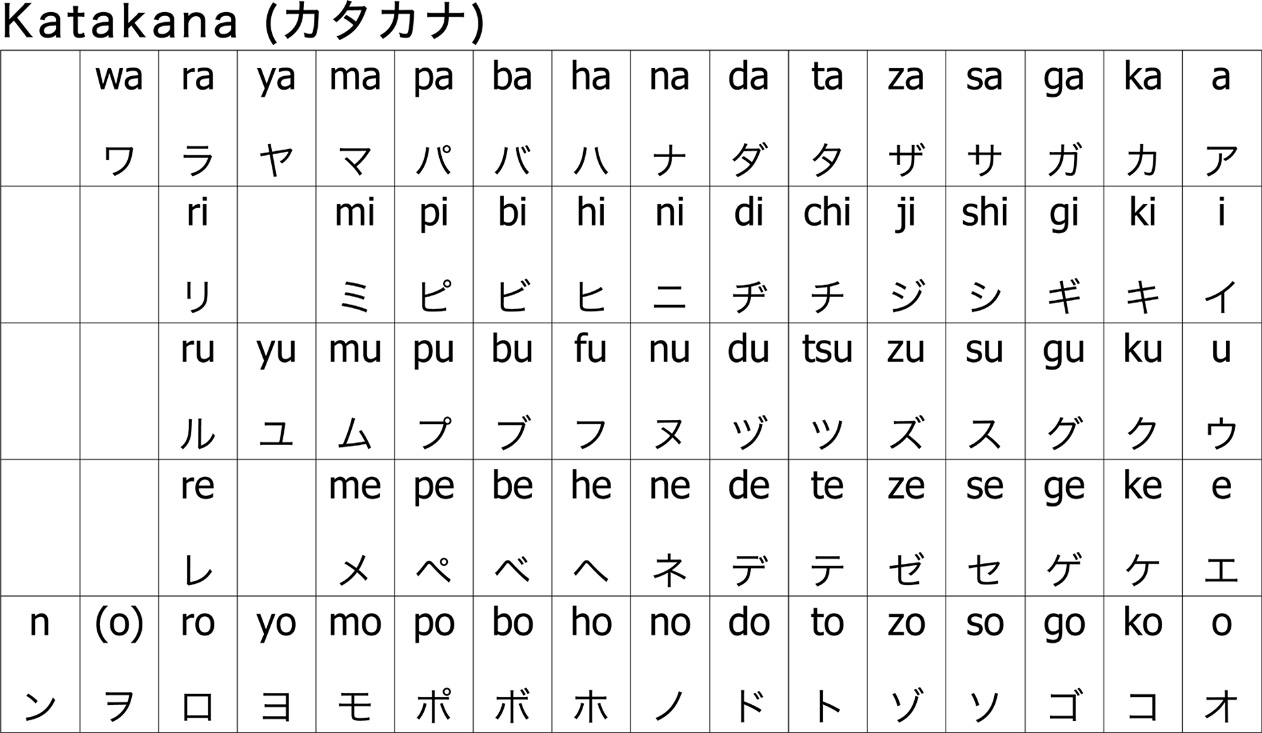 Katakana (カタカナ)
wa ra ya ma pa ba ha na da ta za sa ga ka a
ワ ラ ヤ マ パ バ ハ ナ ダ タ ザ サ ガ カ ア
ri mi pi bi hi ni di chi ji shi gi ki i
リ ミ ピ ビ ヒ ニ ヂ チ ジ シ ギ キ イ
ru yu mu pu bu fu nu du tsu zu su gu ku u
ル ユ ム プ ブ フ ヌ ヅ ツ ズ ス グ ク ウ
re me pe be he ne de te ze se ge ke e
レ メ ペ ベ ヘ ネ デ テ ゼ セ ゲ ケ エ
n (o) ro yo mo po bo ho no do to zo so go ko o
ン ヲ ロ ヨ モ ポ ボ ホ ノ ド ト ゾ ソ ゴ コ オ